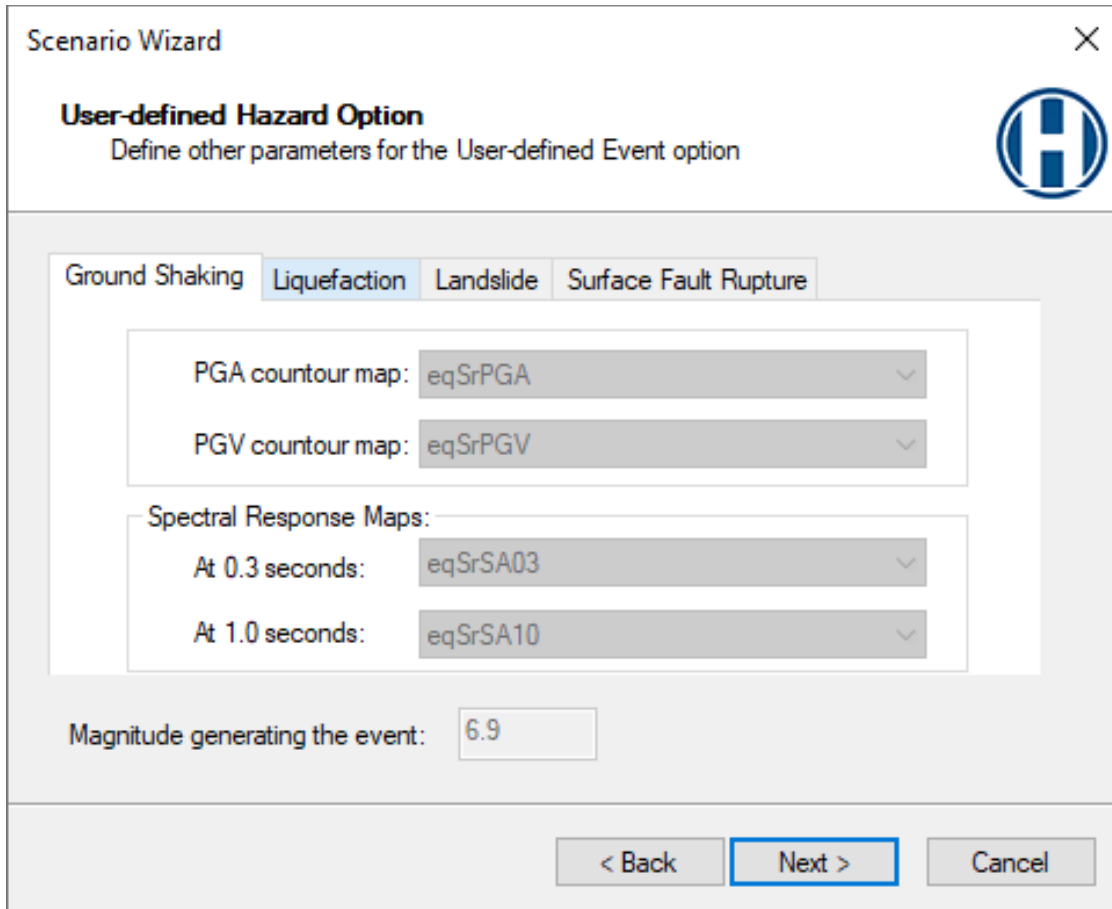 Scenario Wizard
User-defined Hazard Option
Define other parameters for the User-defined Event option
Ground Shaking Liquefaction Landslide Surface Fault Rupture
PGA countour map: eqSrPGA
PGV countour map: eqSrPGV
Spectral Response Maps:
At 0.3 seconds: eqSrSA03
At 1.0 seconds: eqSrSA10
Magnitude generating the event: 6.9
< Back Next > Cancel